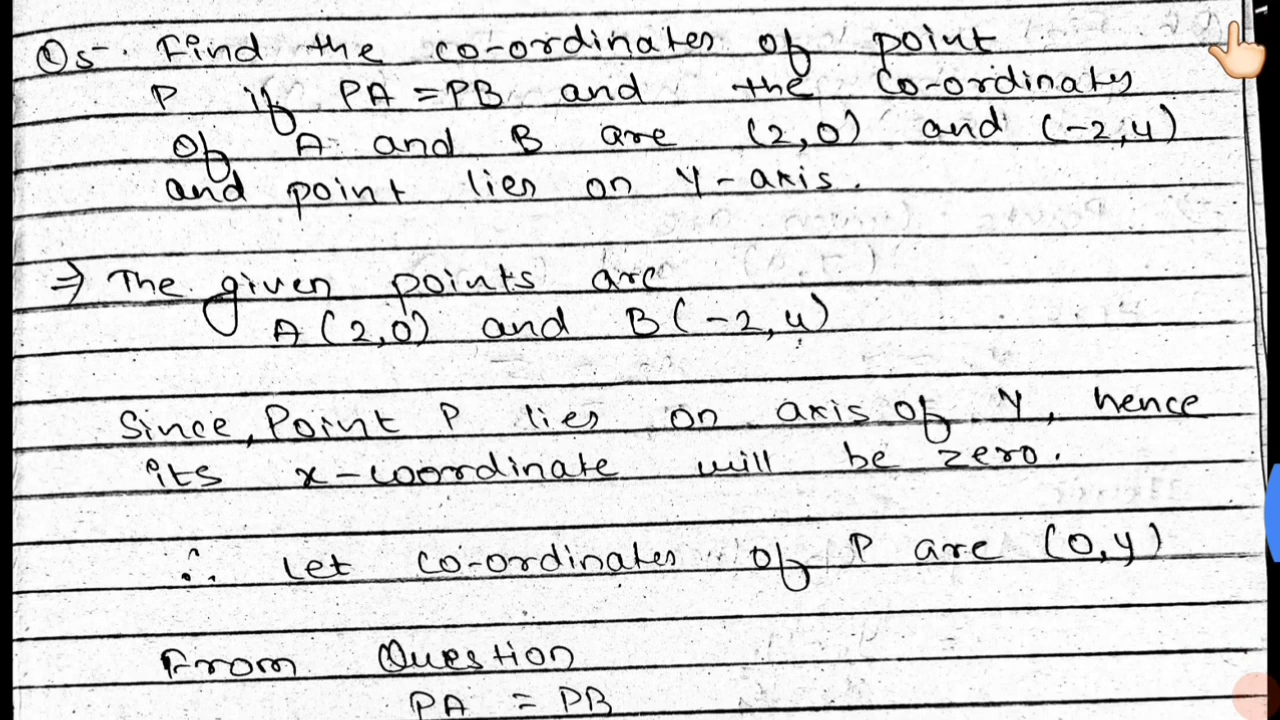 Q5-. Find the co-ordinates of point
P if PA = PB and the co-ordinates
of A and B are (2,0) and (-2,4)
and point lies on Y-axis.
⇒ The given points are
A (2,0) and B (-2,4)
Since, Point P lies on axis of Y, hence
its x-coordinate will be zero.
∴ Let co-ordinates of P are (0,y)
From Question
PA = PB